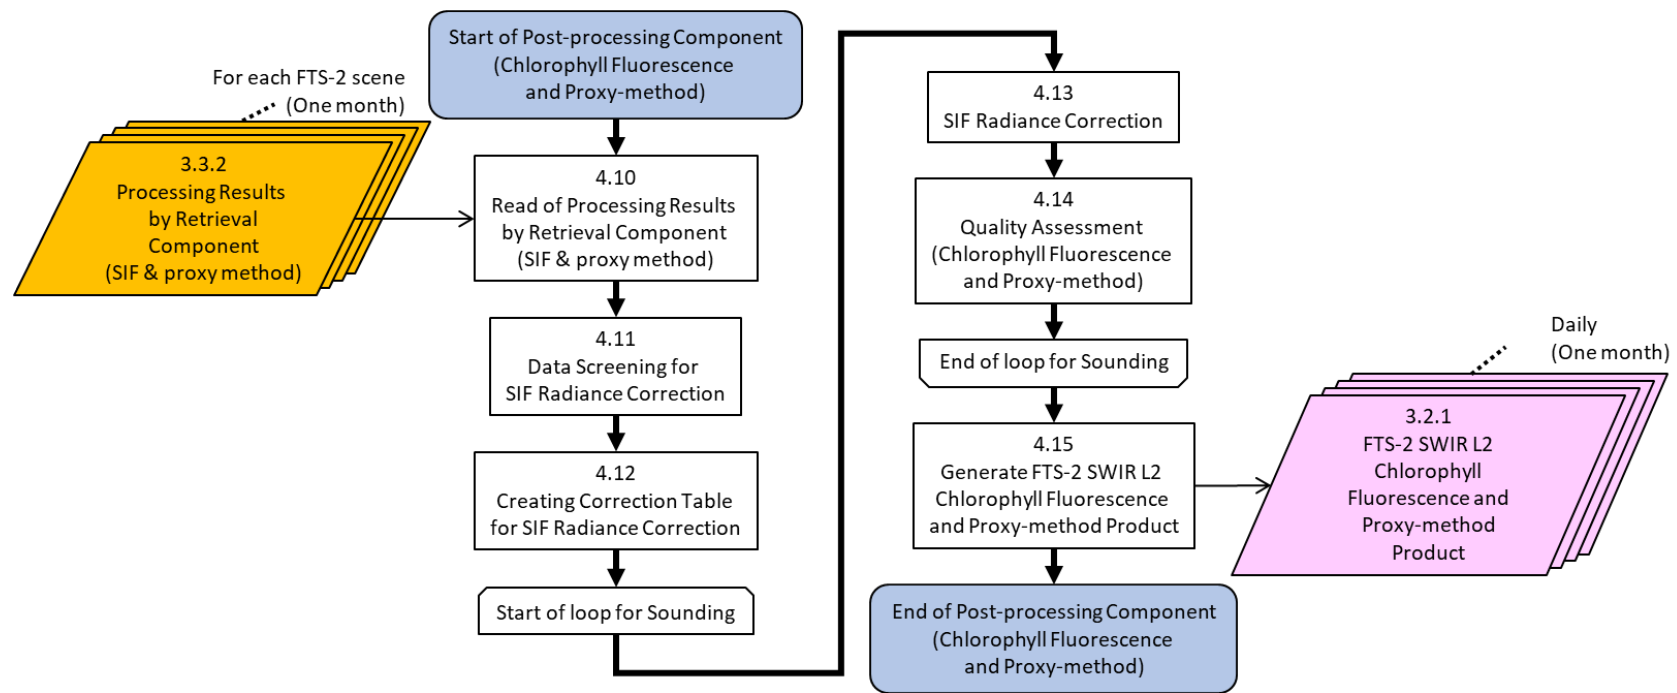 Start of Post-processing Component
(Chlorophyll Fluorescence
and Proxy-method)
For each FTS-2 scene
(One month)
3.3.2
Processing Results
by Retrieval
Component
(SIF & proxy method)
4.10
Read of Processing Results
by Retrieval Component
(SIF & proxy method)
4.11
Data Screening for
SIF Radiance Correction
4.12
Creating Correction Table
for SIF Radiance Correction
Start of loop for Sounding
4.13
SIF Radiance Correction
4.14
Quality Assessment
(Chlorophyll Fluorescence
and Proxy-method)
End of loop for Sounding
4.15
Generate FTS-2 SWIR L2
Chlorophyll Fluorescence
and Proxy-method Product
Daily
(One month)
3.2.1
FTS-2 SWIR L2
Chlorophyll
Fluorescence and
Proxy-method
Product
End of Post-processing Component
(Chlorophyll Fluorescence
and Proxy-method)